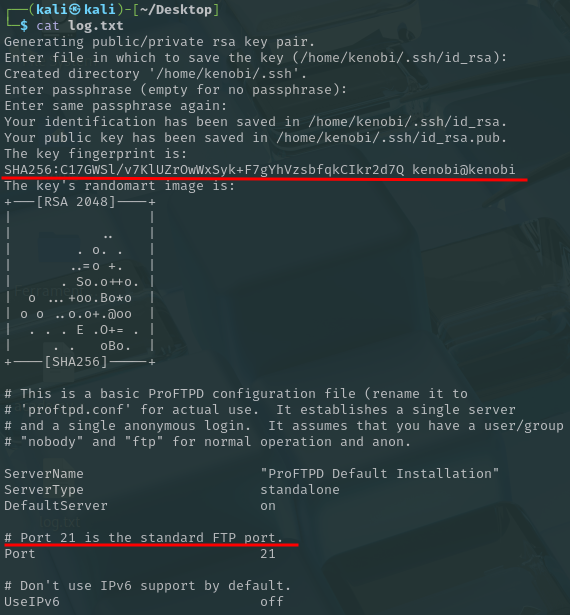 ┌──(kali㉿kali)-[~/Desktop]
└─$ cat log.txt
Generating public/private rsa key pair.
Enter file in which to save the key (/home/kenobi/.ssh/id_rsa):
Created directory '/home/kenobi/.ssh'.
Enter passphrase (empty for no passphrase):
Enter same passphrase again:
Your identification has been saved in /home/kenobi/.ssh/id_rsa.
Your public key has been saved in /home/kenobi/.ssh/id_rsa.pub.
The key fingerprint is:
SHA256:C17GWSl/v7KlUZrOwWxSyk+F7gYhVzsbfqkCIkr2d7Q kenobi@kenobi
The key's randomart image is:
+---[RSA 2048]----+
|                 |
|           ..    |
|        . o. .   |
|       ..=o +.   |
|      . So.o++o. |
|  o ...+oo.Bo*o  |
| o o ..o.o+.@oo  |
|  . . . E .O+= . |
|     . .   oBo.  |
+----[SHA256]-----+
# This is a basic ProFTPD configuration file (rename it to
# 'proftpd.conf' for actual use.  It establishes a single server
# and a single anonymous login.  It assumes that you have a user/group
# "nobody" and "ftp" for normal operation and anon.
ServerName                      "ProFTPD Default Installation"
ServerType                      standalone
DefaultServer                   on
# Port 21 is the standard FTP port.
Port                            21
# Don't use IPv6 support by default.
UseIPv6                         off